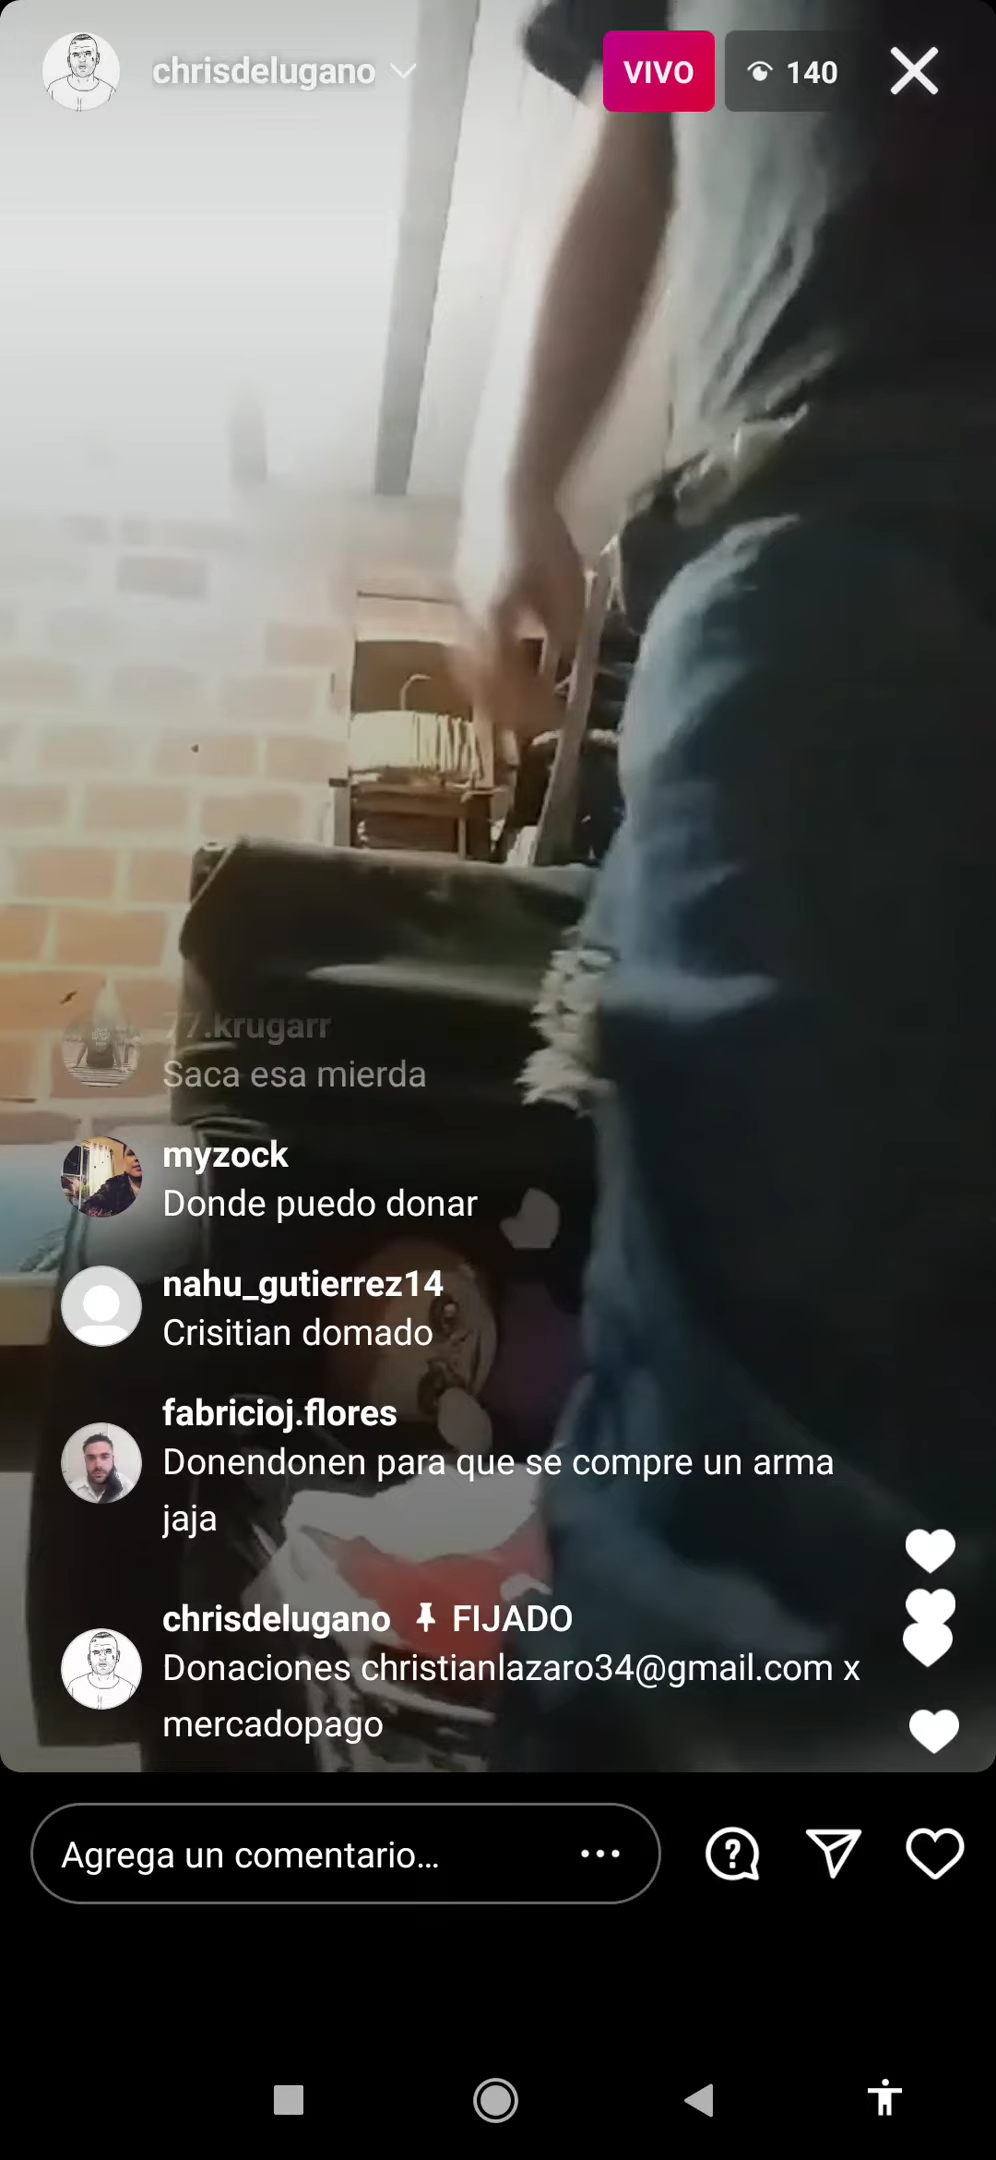 chrisdelugano
VIVO
140
77.krugarr
Saca esa mierda
myzock
Donde puedo donar
nahu_gutierrez14
Crisitian domado
fabricioj.flores
Donendonen para que se compre un arma
jaja
chrisdelugano FIJADO
Donaciones christianlazaro34@gmail.com x
mercadopago
Agrega un comentario...